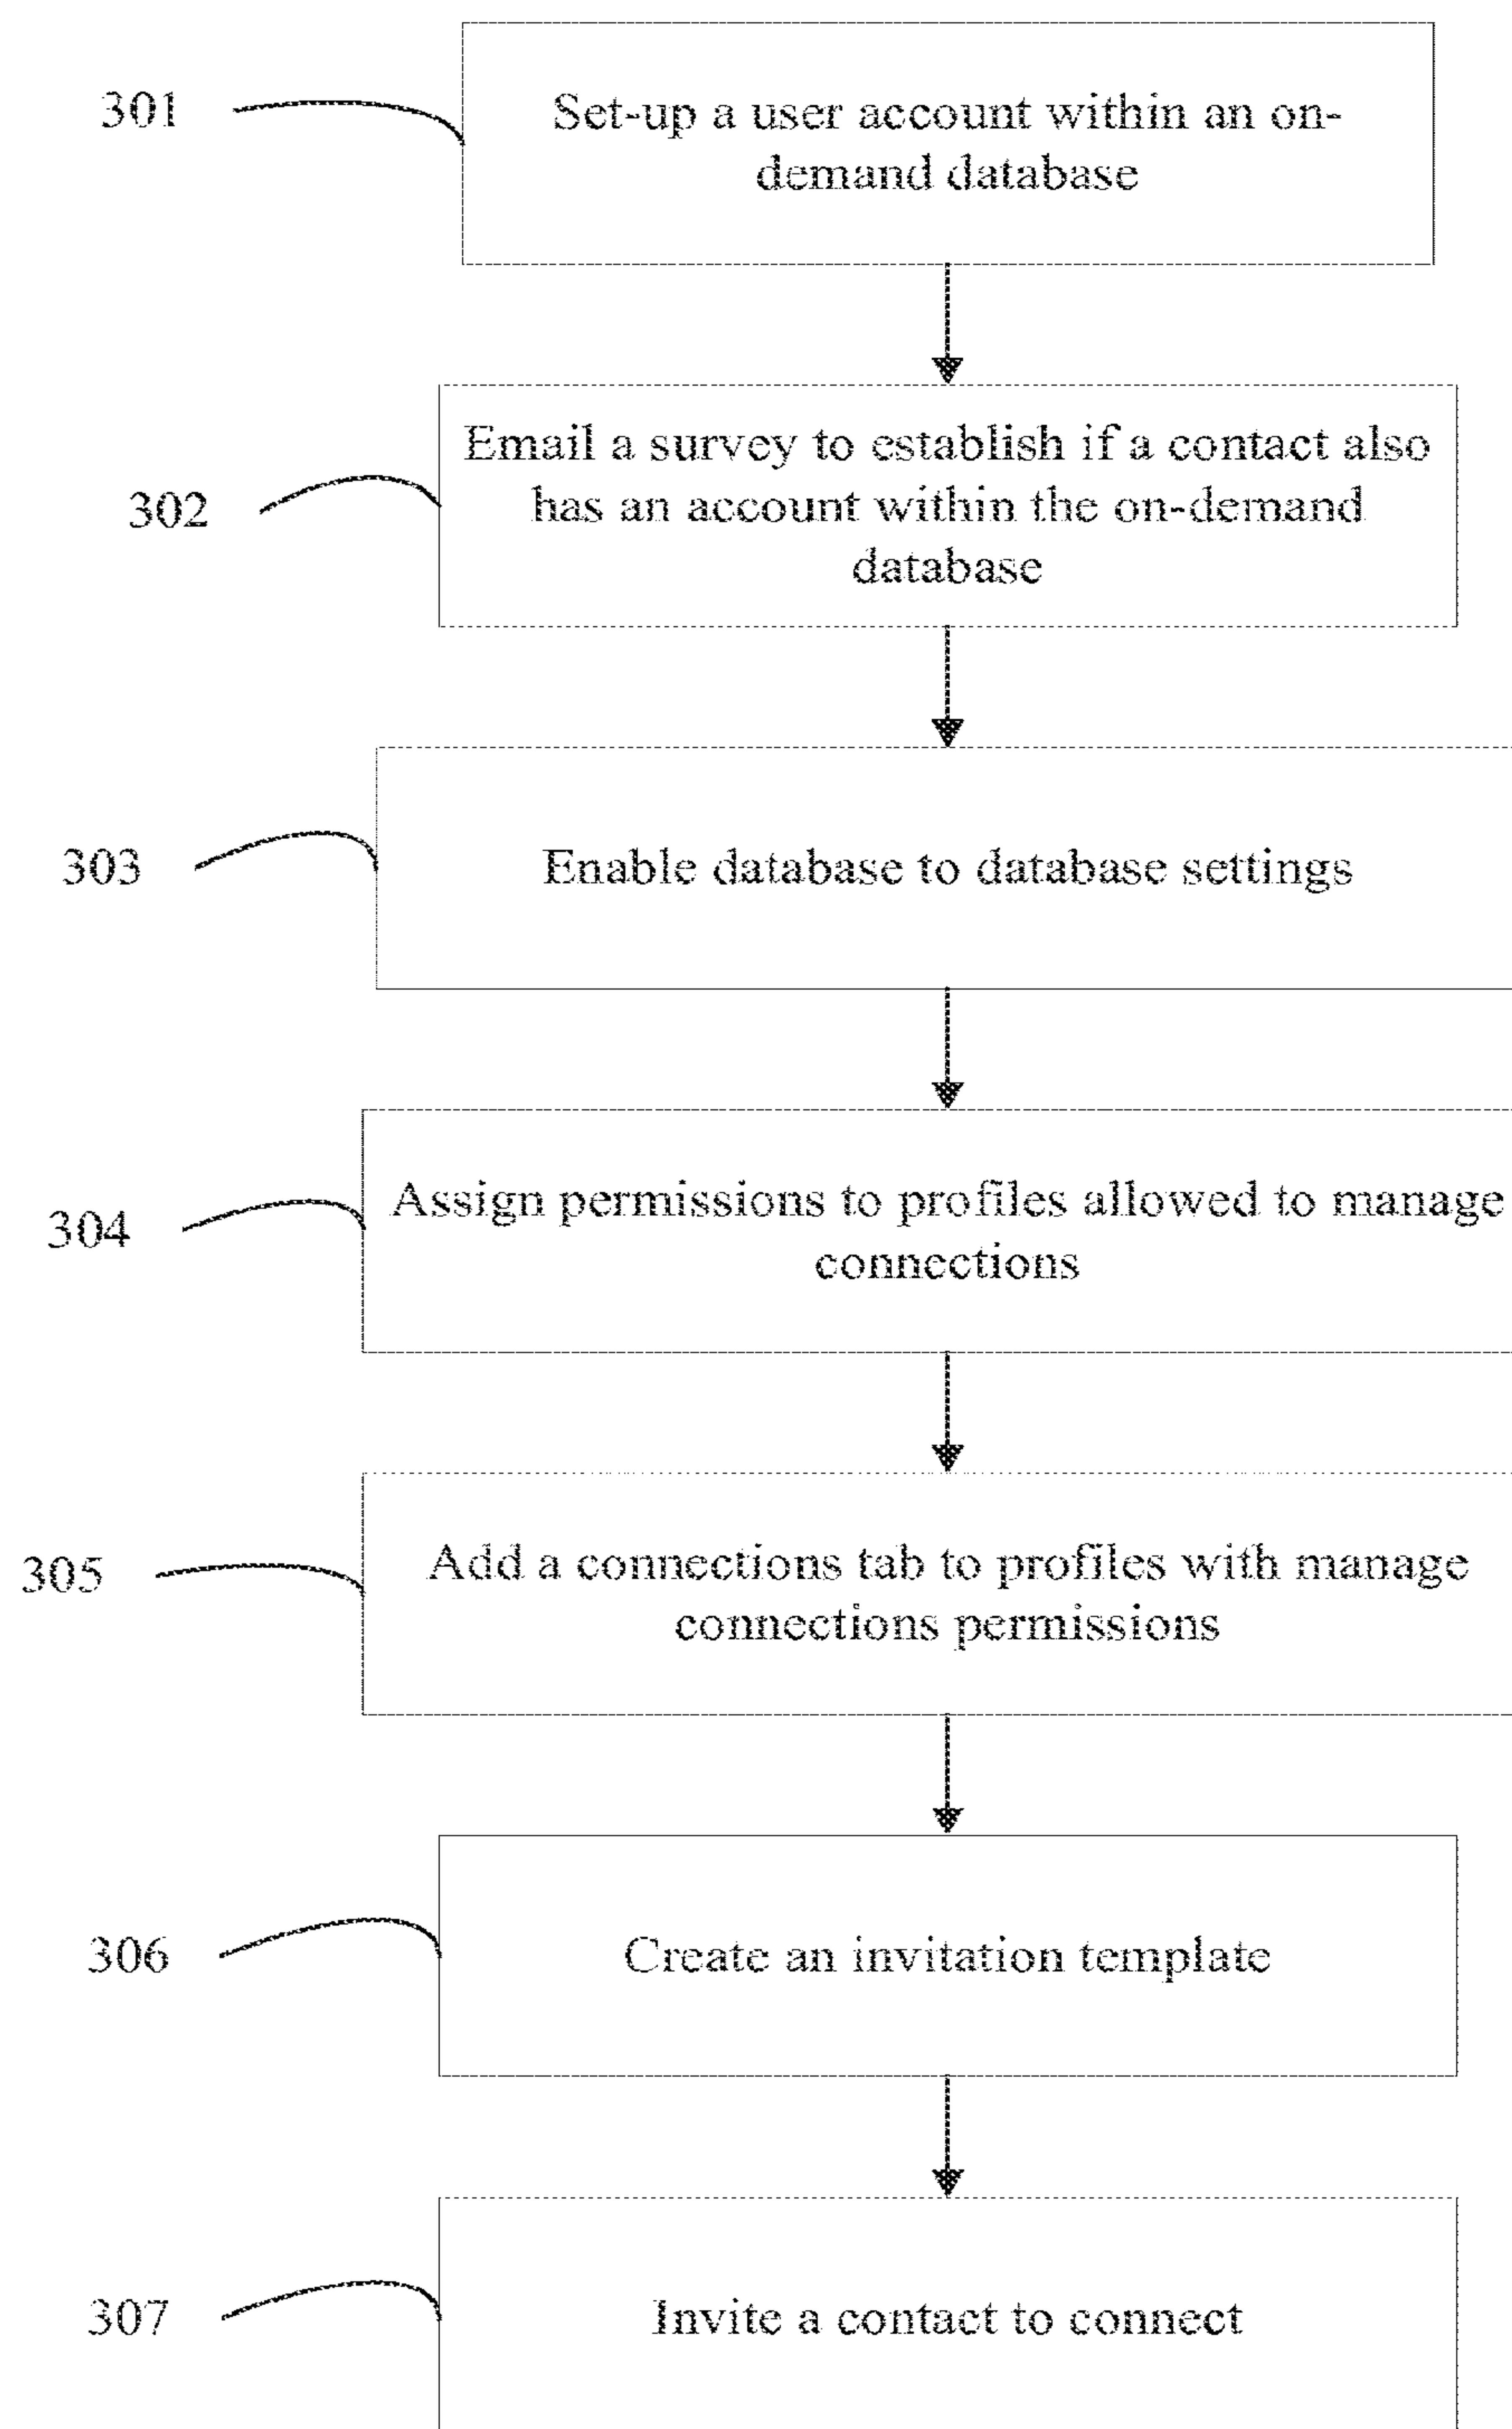 301
Set-up a user account within an on-
demand database
302
Email a survey to establish if a contact also
has an account within the on-demand
database
303
Enable database to database settings
304
Assign permissions to profiles allowed to manage
connections
305
Add a connections tab to profiles with manage
connections permissions
306
Create an invitation template
307
Invite a contact to connect